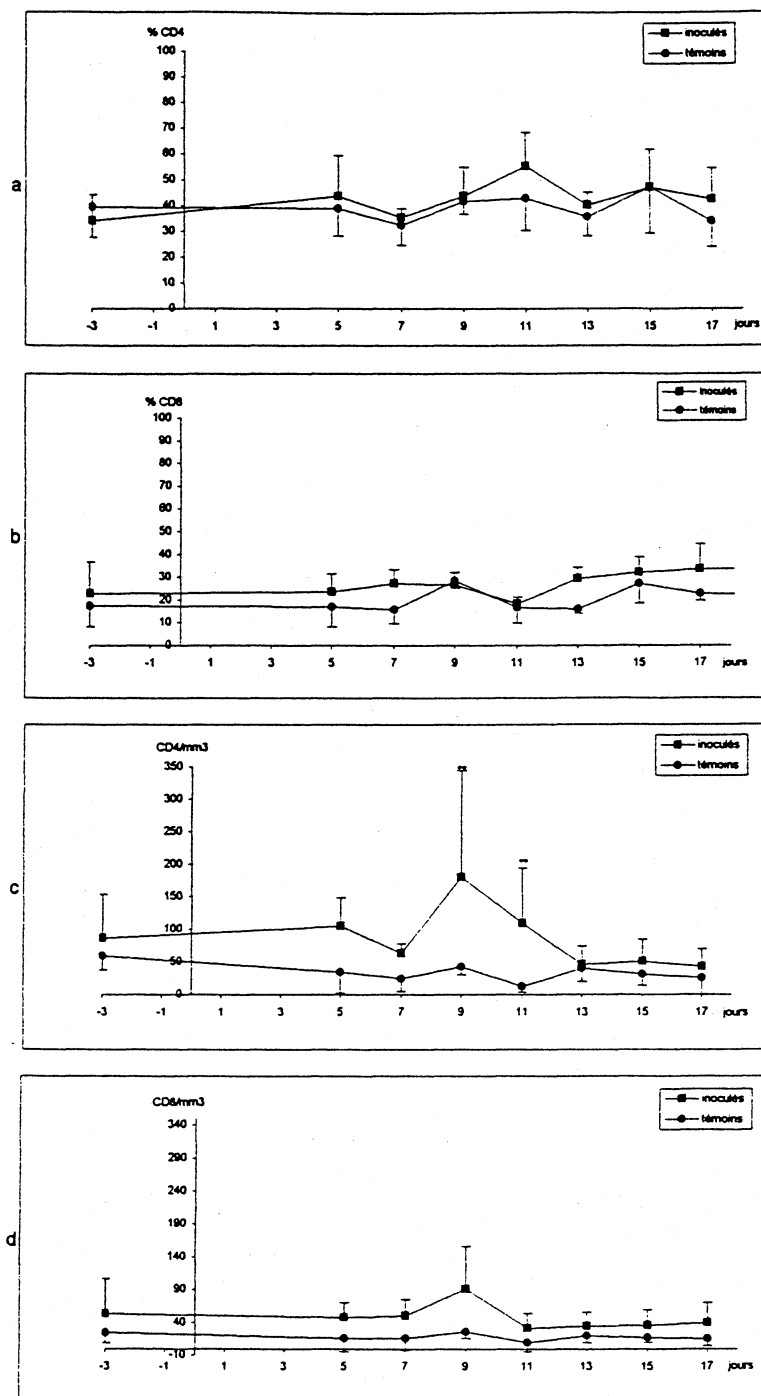 a
% CD4
inoculés
témoins
100
90
80
70
60
50
40
30
20
10
0
-3 -1 1 3 5 7 9 11 13 15 17 jours
b
% CD8
inoculés
témoins
100
90
80
70
60
50
40
30
20
10
0
-3 -1 1 3 5 7 9 11 13 15 17 jours
c
CD4/mm3
inoculés
témoins
350
300
250
200
150
100
50
0
**
**
-3 -1 1 3 5 7 9 11 13 15 17 jours
d
CD8/mm3
inoculés
témoins
340
290
240
190
140
90
40
-10
-3 -1 1 3 5 7 9 11 13 15 17 jours